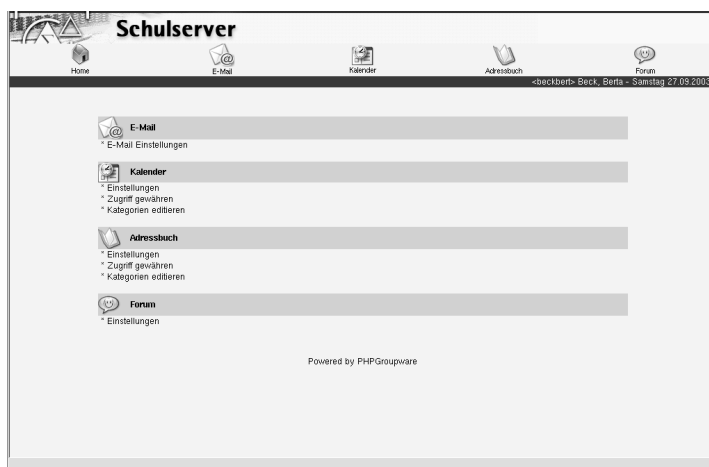 Schulserver
Home E-Mail Kalender Adressbuch Forum
<beckbert> Beck, Berta - Samstag 27.09.2003
E-Mail
* E-Mail Einstellungen
Kalender
* Einstellungen
* Zugriff gewähren
* Kategorien editieren
Adressbuch
* Einstellungen
* Zugriff gewähren
* Kategorien editieren
Forum
* Einstellungen
Powered by PHPGroupware